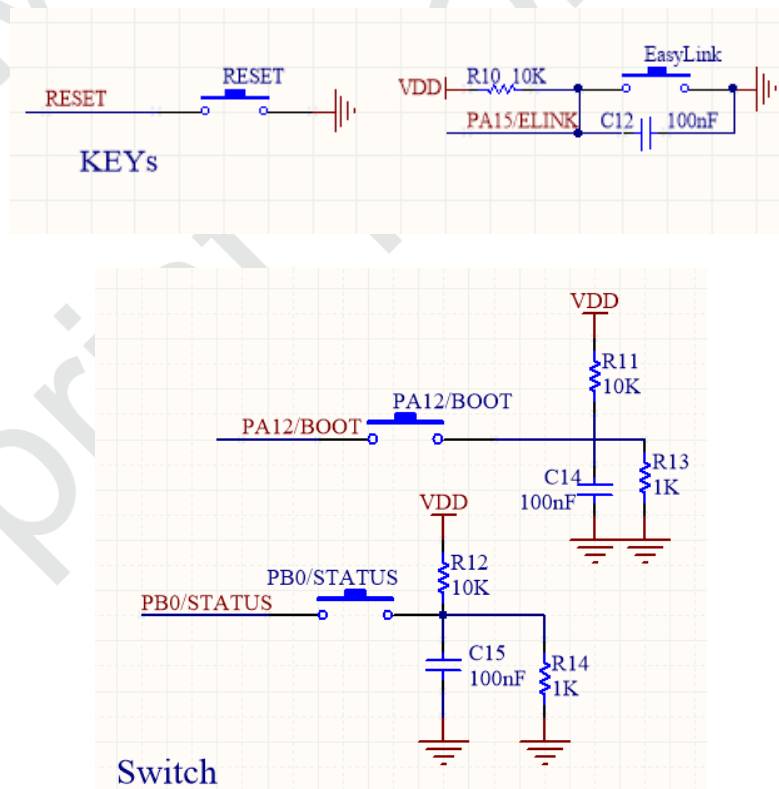 EasyLink
RESET
VDD R10 10K
RESET
PA15/ELINK C12 100nF
KEYs
VDD
R11
10K
PA12/BOOT
PA12/BOOT
R13
1K
C14
100nF
VDD
R12
10K
PB0/STATUS
PB0/STATUS
C15
100nF
R14
1K
Switch